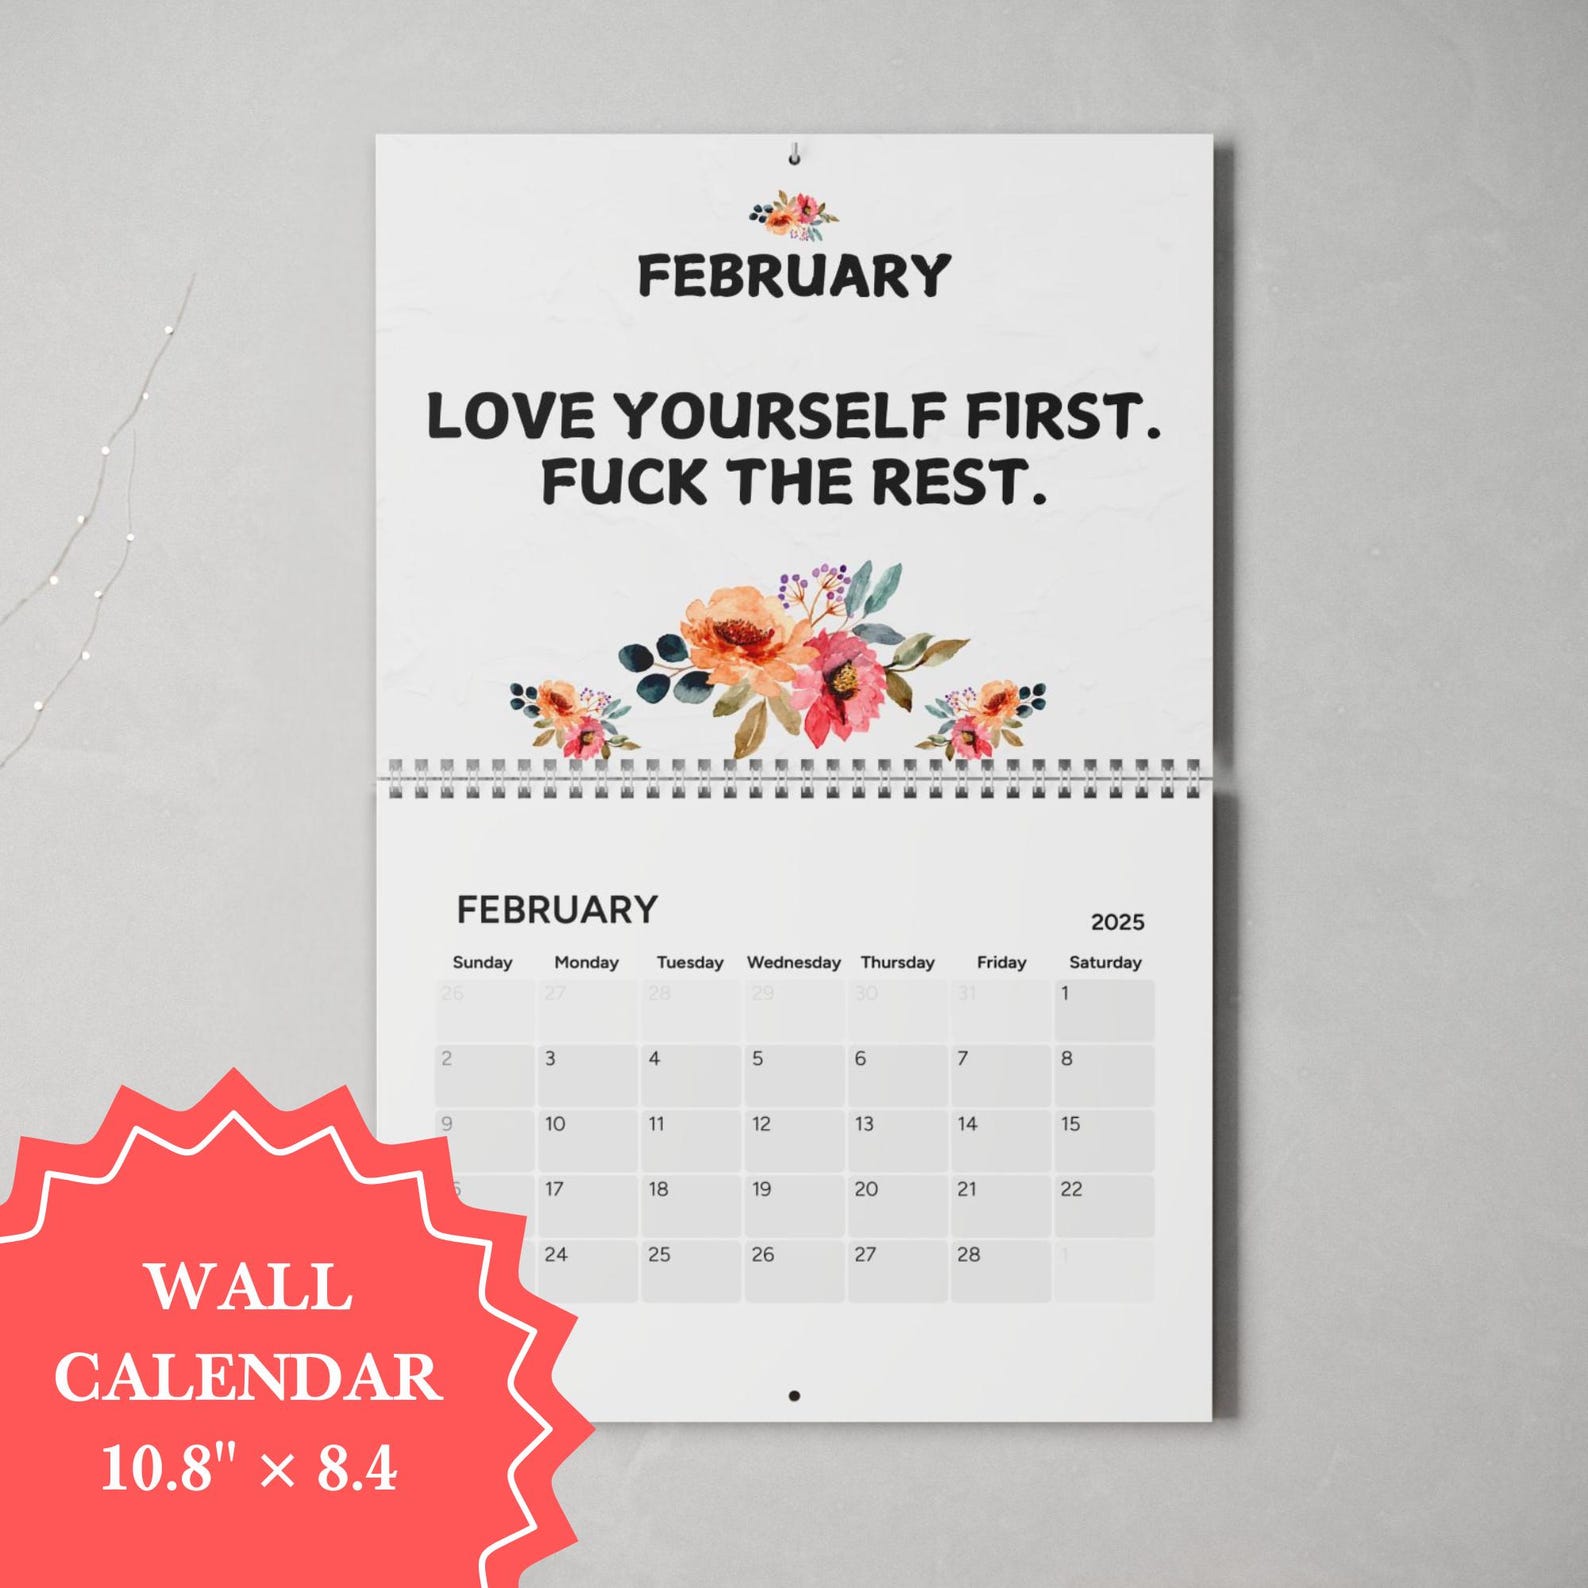 FEBRUARY
LOVE YOURSELF FIRST.
FUCK THE REST.
FEBRUARY
2025
Sunday Monday Tuesday Wednesday Thursday Friday Saturday
26 27 28 29 30 31 1
2 3 4 5 6 7 8
9 10 11 12 13 14 15
17 18 19 20 21 22
24 25 26 27 28 1
WALL
CALENDAR
10.8" × 8.4